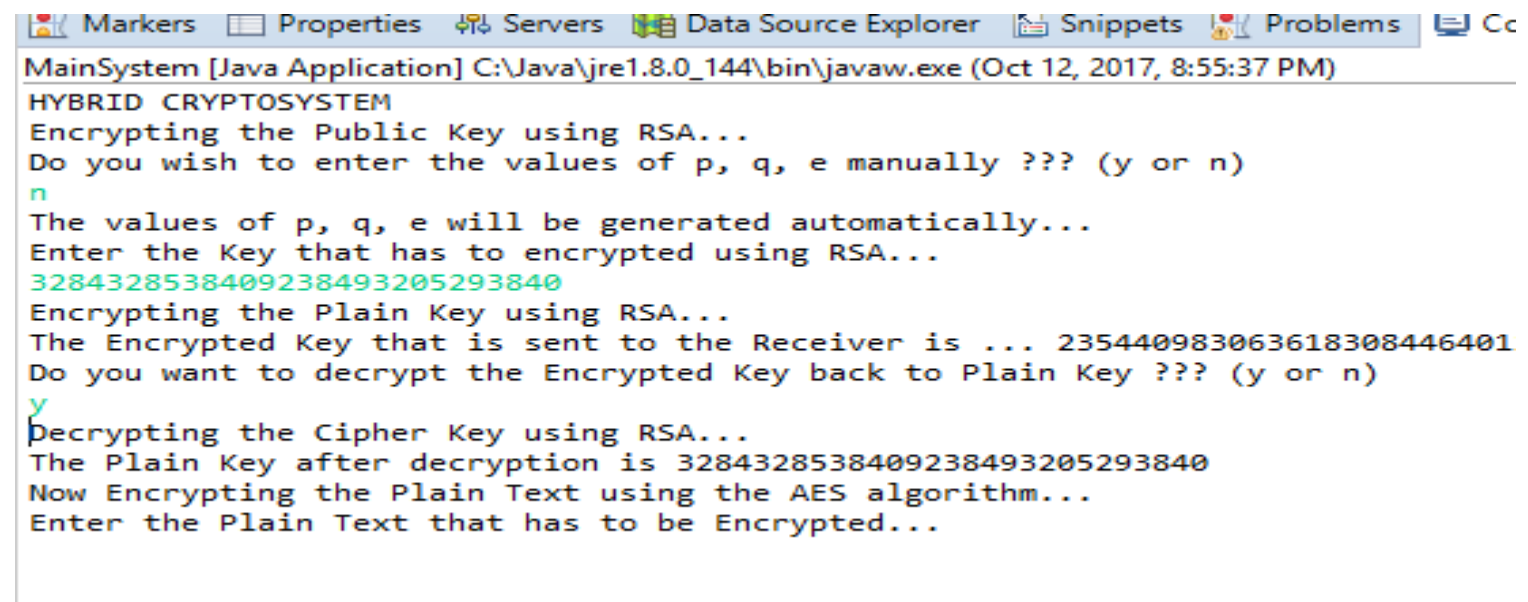 Markers Properties Servers Data Source Explorer Snippets Problems Co
MainSystem [Java Application] C:\Java\jre1.8.0_144\bin\javaw.exe (Oct 12, 2017, 8:55:37 PM)
HYBRID CRYPTOSYSTEM
Encrypting the Public Key using RSA...
Do you wish to enter the values of p, q, e manually ??? (y or n)
n
The values of p, q, e will be generated automatically...
Enter the Key that has to encrypted using RSA...
32843285384092384932052938​40
Encrypting the Plain Key using RSA...
The Encrypted Key that is sent to the Receiver is ... 235440983063618308446401
Do you want to decrypt the Encrypted Key back to Plain Key ??? (y or n)
y
Decrypting the Cipher Key using RSA...
The Plain Key after decryption is 3284328538409238493205293840
Now Encrypting the Plain Text using the AES algorithm...
Enter the Plain Text that has to be Encrypted...